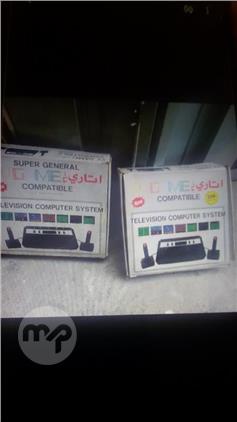 SUPER GENERAL
GAME اتاري
COMPATIBLE
TELEVISION COMPUTER SYSTEM
GAME اتاري
COMPATIBLE
TELEVISION COMPUTER SYSTEM
mp